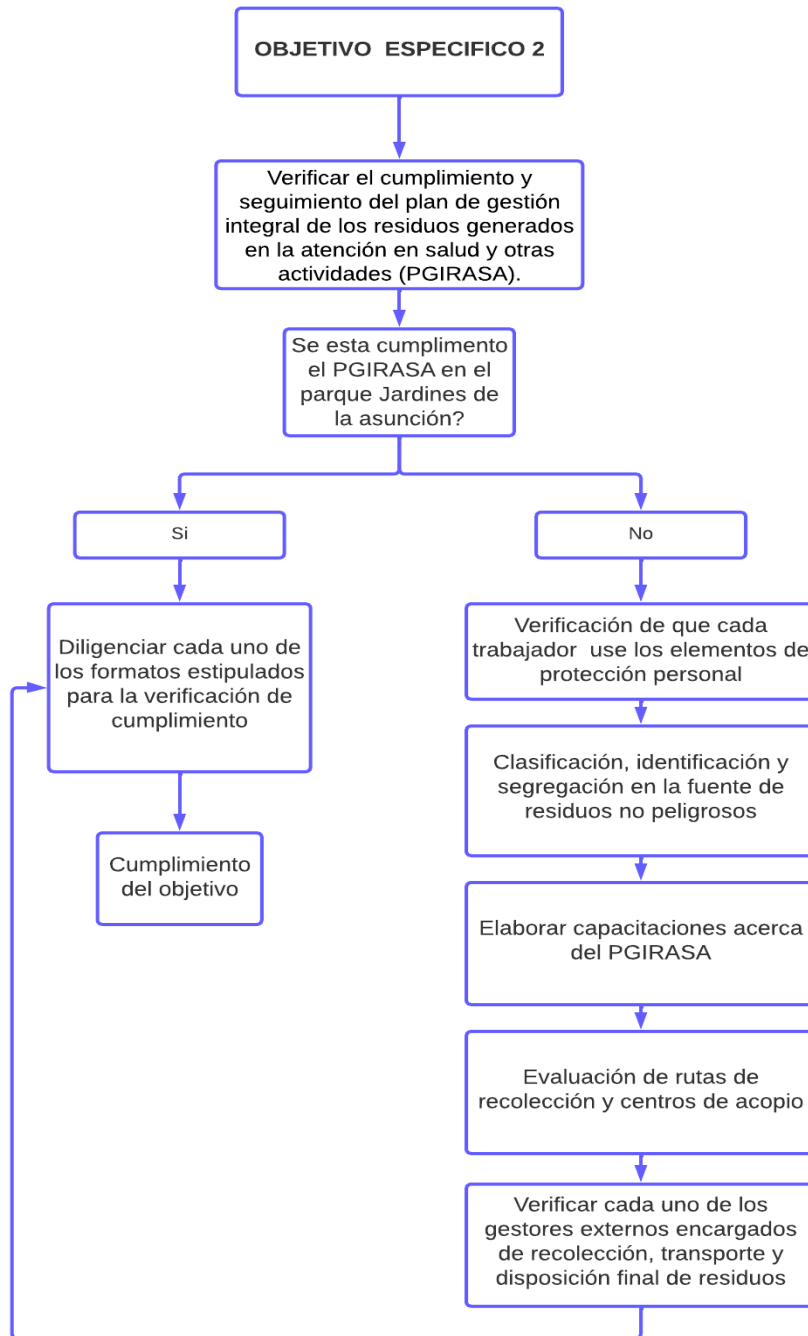 OBJETIVO ESPECIFICO 2
Verificar el cumplimiento y
seguimiento del plan de gestión
integral de los residuos generados
en la atención en salud y otras
actividades (PGIRASA).
Se esta cumplimento
el PGIRASA en el
parque Jardines de
la asunción?
Si
No
Diligenciar cada uno de
los formatos estipulados
para la verificación de
cumplimiento
Cumplimiento
del objetivo
Verificación de que cada
trabajador use los elementos de
protección personal
Clasificación, identificación y
segregación en la fuente de
residuos no peligrosos
Elaborar capacitaciones acerca
del PGIRASA
Evaluación de rutas de
recolección y centros de acopio
Verificar cada uno de los
gestores externos encargados
de recolección, transporte y
disposición final de residuos